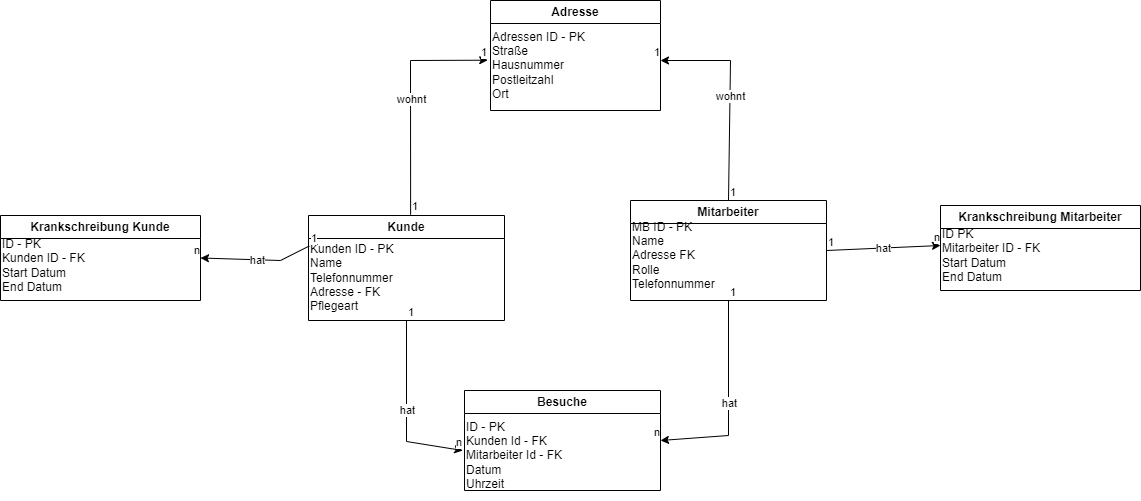 Adresse
Adressen ID - PK
Straße
Hausnummer
Postleitzahl
Ort
1
1
wohnt
wohnt
1
1
Krankschreibung Kunde
ID - PK
Kunden ID - FK
Start Datum
End Datum
n
hat
1
Kunde
Kunden ID - PK
Name
Telefonnummer
Adresse - FK
Pflegeart
1
Mitarbeiter
MB ID - PK
Name
Adresse FK
Rolle
Telefonnummer
1
1
hat
n
Krankschreibung Mitarbeiter
ID PK
Mitarbeiter ID - FK
Start Datum
End Datum
hat
hat
n
n
Besuche
ID - PK
Kunden Id - FK
Mitarbeiter Id - FK
Datum
Uhrzeit